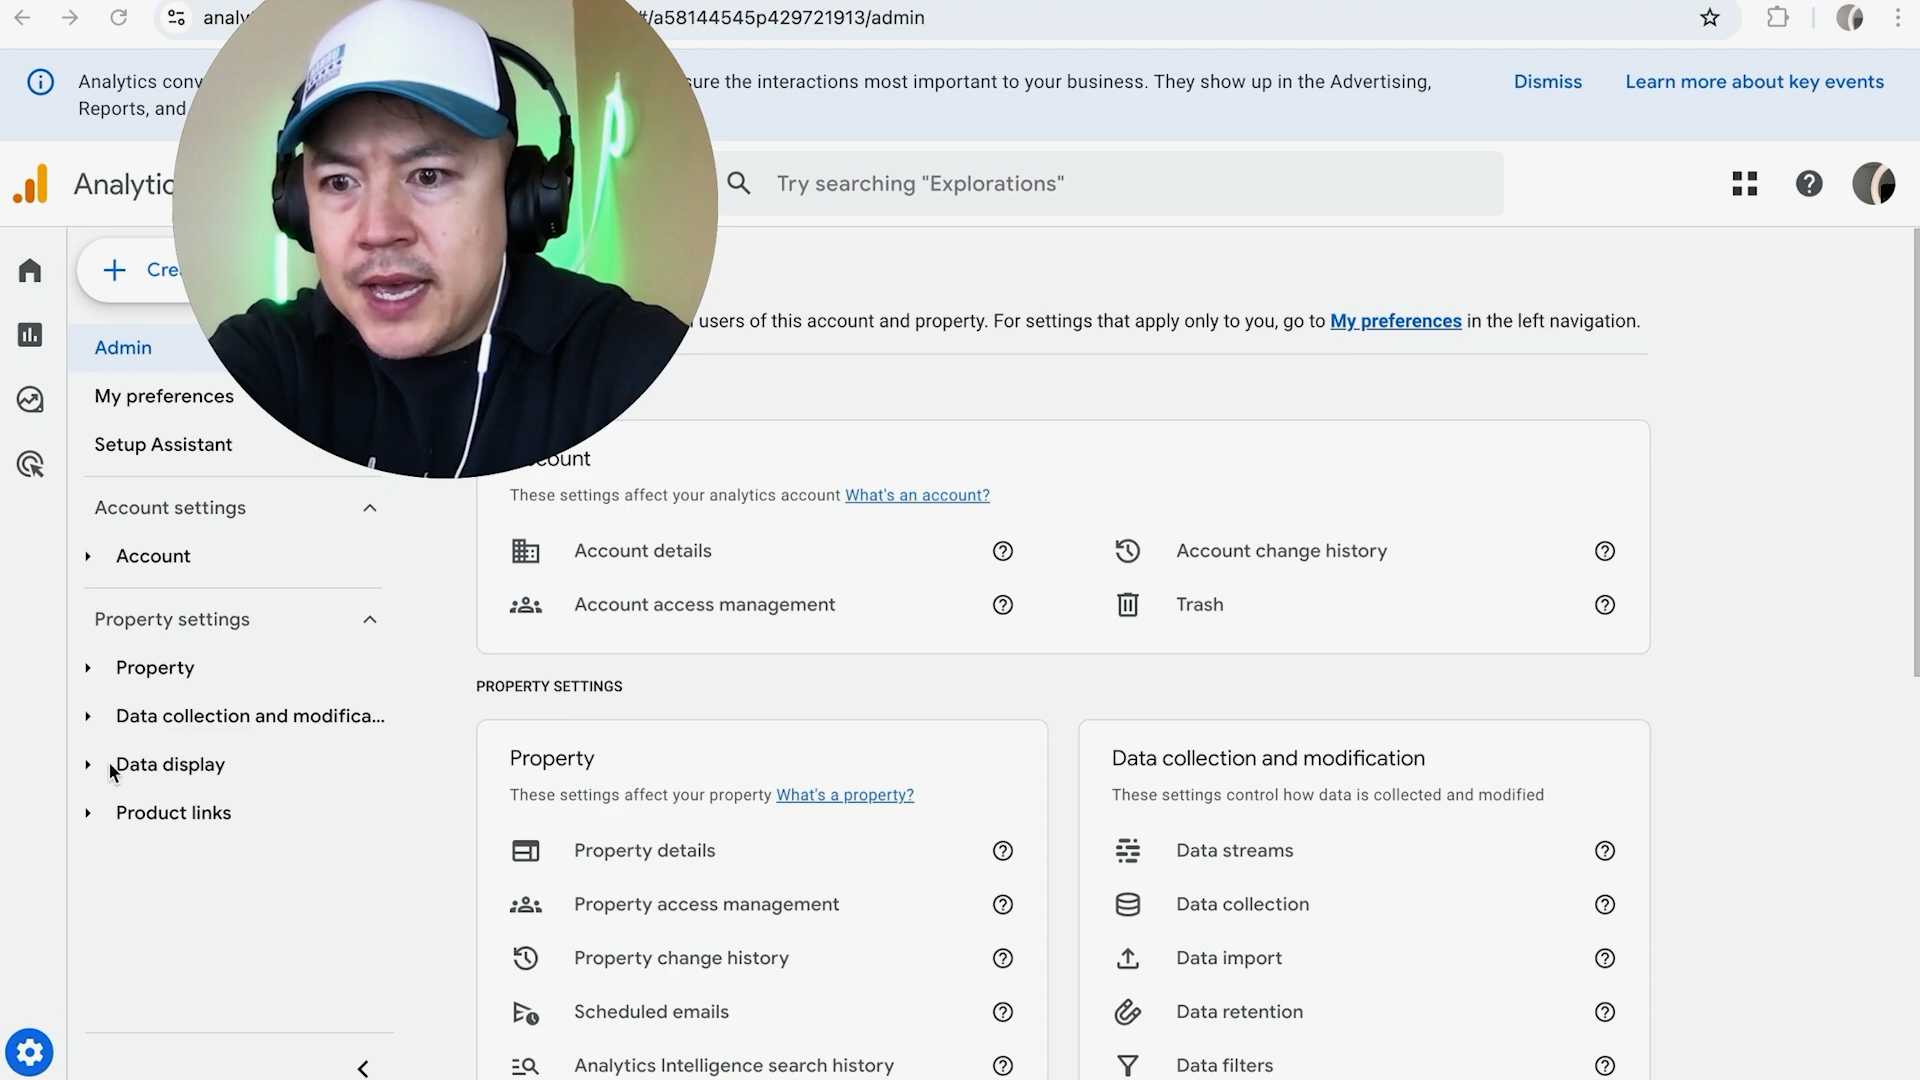 #/a58144545p429721913/admin
Analytics
sure the interactions most important to your business. They show up in the Advertising,
Reports, and
Dismiss
Learn more about key events
Try searching "Explorations"
Admin
My preferences
Setup Assistant
Account settings
Account
Property settings
Property
Data collection and modifica...
Data display
Product links
users of this account and property. For settings that apply only to you, go to My preferences in the left navigation.
These settings affect your analytics account What's an account?
Account details
Account change history
Account access management
Trash
PROPERTY SETTINGS
Property
These settings affect your property What's a property?
Property details
Property access management
Property change history
Scheduled emails
Analytics Intelligence search history
Data collection and modification
These settings control how data is collected and modified
Data streams
Data collection
Data import
Data retention
Data filters